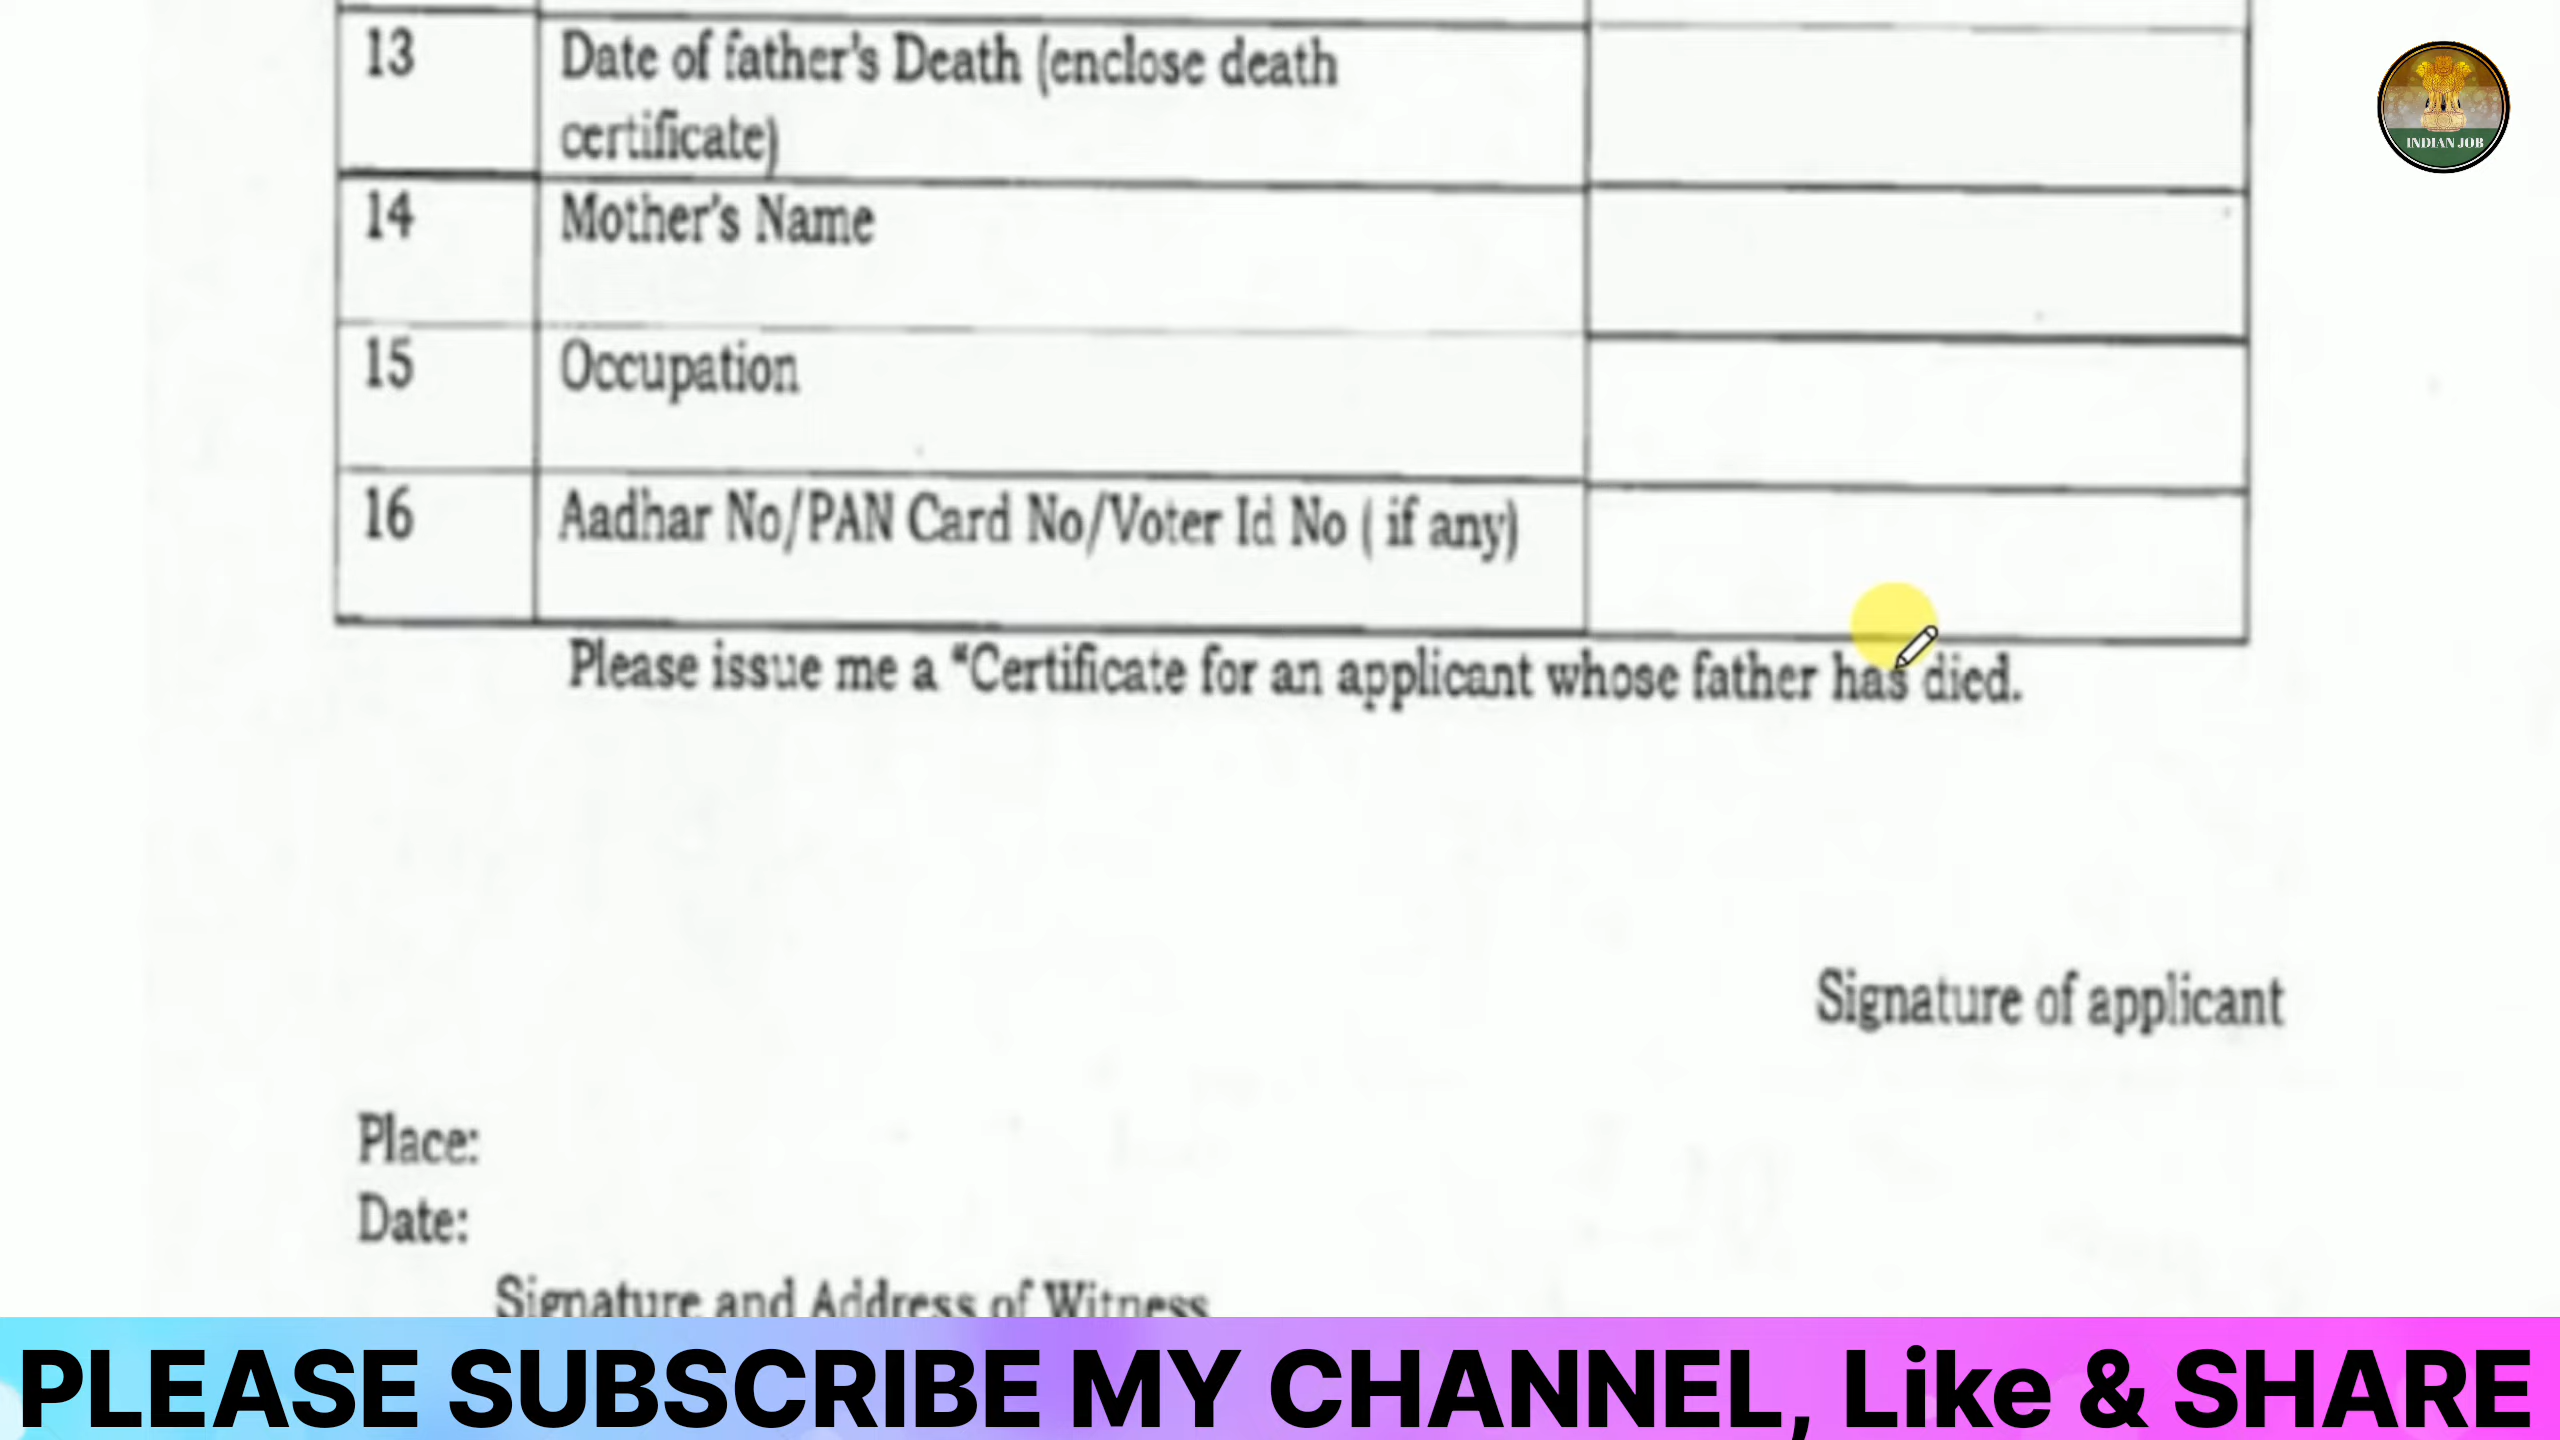 13 Date of father's Death (enclose death
certificate)
INDIAN JOB
14 Mother's Name
15 Occupation
16 Aadhar No/PAN Card No/Voter Id No ( if any)
Please issue me a “Certificate for an applicant whose father has died.
Signature of applicant
Place:
Date:
Signature and Address of Witness
PLEASE SUBSCRIBE MY CHANNEL, Like & SHARE